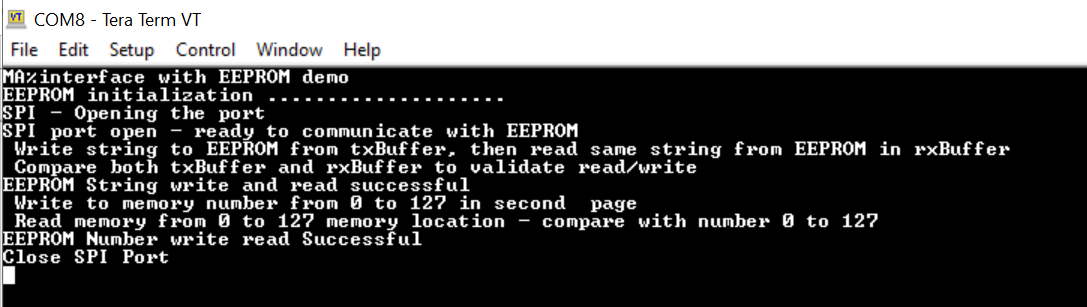 VT COM8 - Tera Term VT
File Edit Setup Control Window Help
MA%interface with EEPROM demo
EEPROM initialization ....................
SPI - Opening the port
SPI port open - ready to communicate with EEPROM
Write string to EEPROM from txBuffer, then read same string from EEPROM in rxBuffer
Compare both txBuffer and rxBuffer to validate read/write
EEPROM String write and read successful
Write to memory number from 0 to 127 in second  page
Read memory from 0 to 127 memory location - compare with number 0 to 127
EEPROM Number write read Successful
Close SPI Port